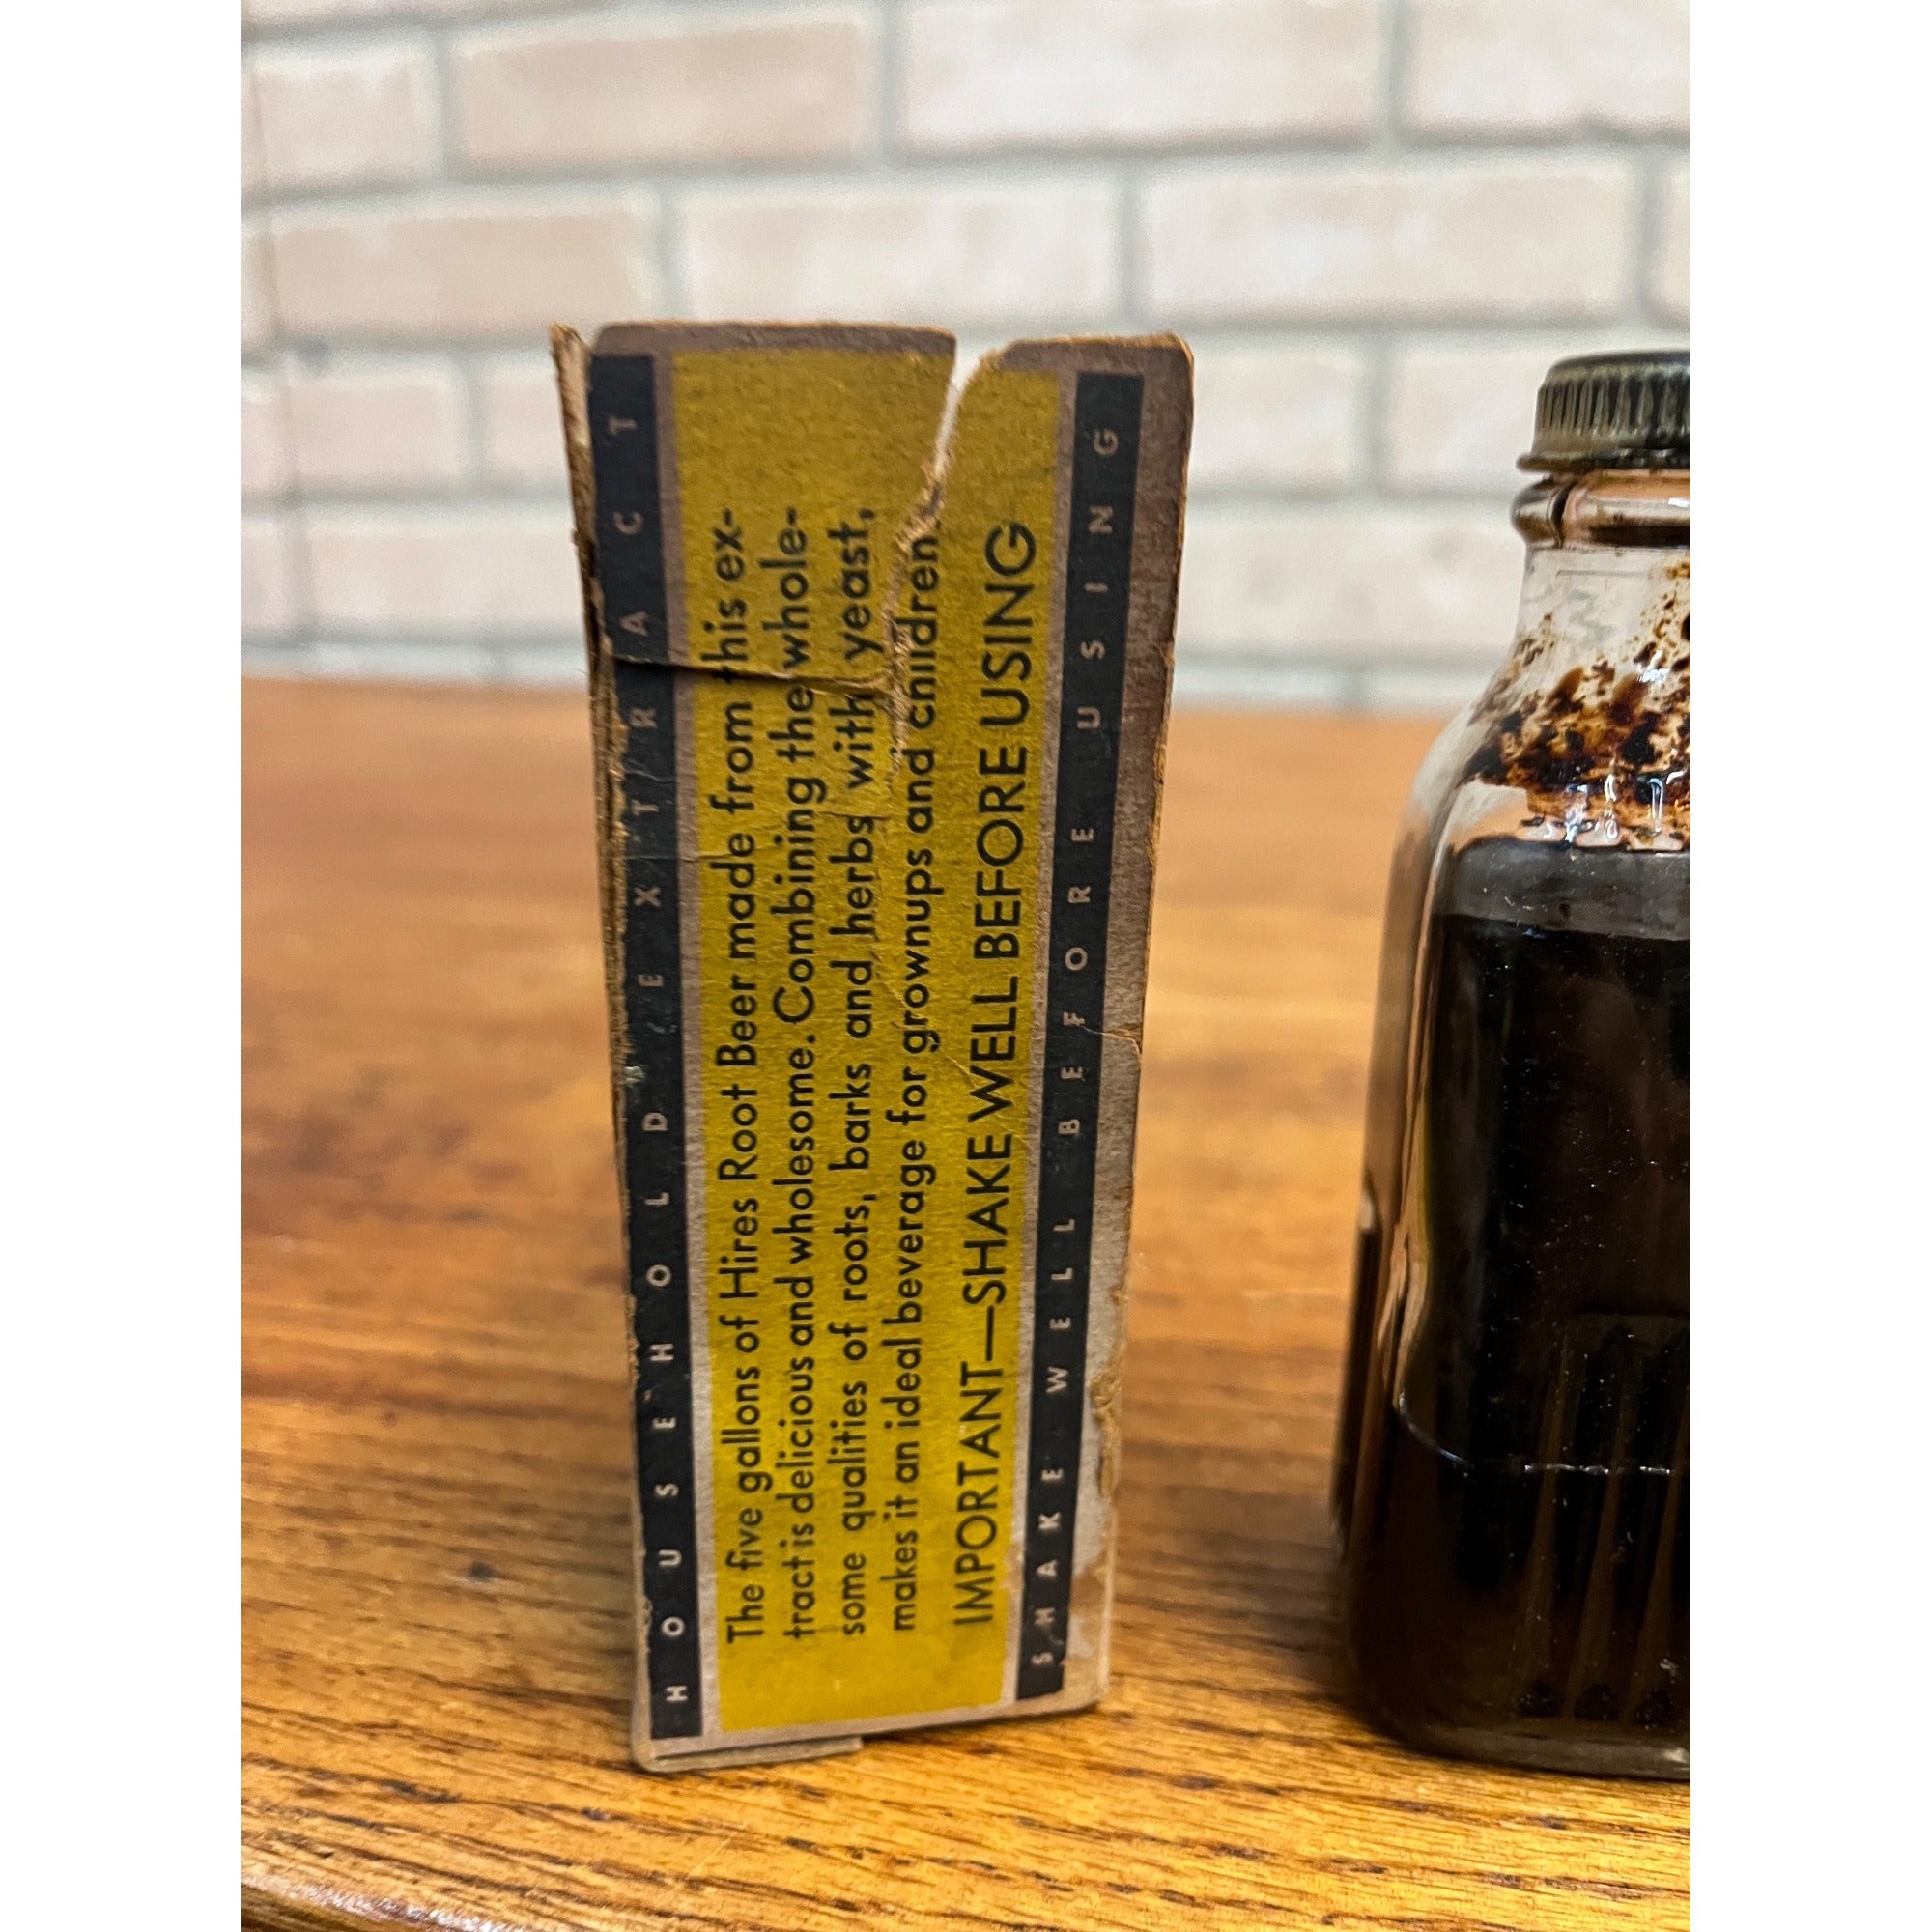 HOUSEHOLD EXTRACT
The five gallons of Hires Root Beer made from this ex-
tract is delicious and wholesome. Combining the whole-
some qualities of roots, barks and herbs with yeast,
makes it an ideal beverage for grownups and children.
IMPORTANT—SHAKE WELL BEFORE USING
SHAKE WELL BEFORE USING